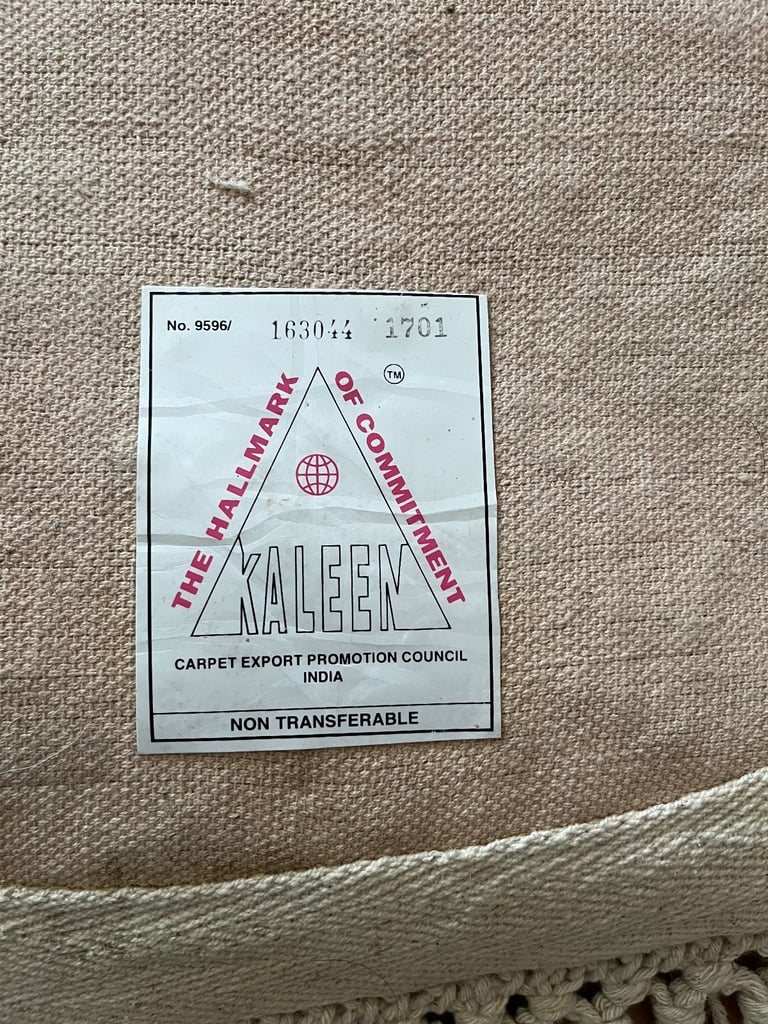 No. 9596/ 163044 1701
TM
THE HALLMARK OF COMMITMENT
KALEEN
CARPET EXPORT PROMOTION COUNCIL
INDIA
NON TRANSFERABLE